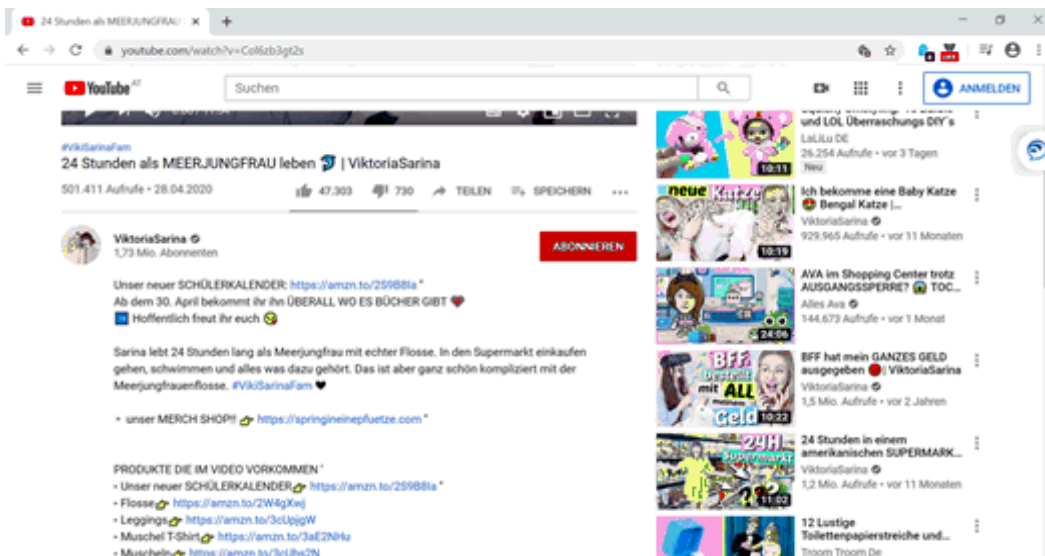 24 Stunden als MEERJUNGFRAU
youtube.com/watch?v=Col6zb3gt2s
YouTube AT
Suchen
ANMELDEN
#VikiSarinaFam
24 Stunden als MEERJUNGFRAU leben | ViktoriaSarina
501.411 Aufrufe • 28.04.2020
47.303
730
TEILEN
SPEICHERN
ViktoriaSarina
1,73 Mio. Abonnenten
ABONNIEREN
Unser neuer SCHÜLERKALENDER: https://amzn.to/2S9B8Ia *
Ab dem 30. April bekommt ihr ihn ÜBERALL WO ES BÜCHER GIBT
Hoffentlich freut ihr euch
Sarina lebt 24 Stunden lang als Meerjungfrau mit echter Flosse. In den Supermarkt einkaufen
gehen, schwimmen und alles was dazu gehört. Das ist aber ganz schön kompliziert mit der
Meerjungfrauenflosse. #VikiSarinaFam
» unser MERCH SHOP!!! https://springineinepfuetze.com *
PRODUKTE DIE IM VIDEO VORKOMMEN *
- Unser neuer SCHÜLERKALENDER https://amzn.to/2S9B8Ia *
- Flosse https://amzn.to/2W4gXwj
- Leggings https://amzn.to/3cUpjgW
- Muschel T-Shirt https://amzn.to/3aE2NHu
- Muscheln https://amzn.to/3cUhs2N
und LOL Überraschungs DIY´s
LaLiLu DE
26.254 Aufrufe • vor 3 Tagen
Neu
10:11
neue Katze
10:19
Ich bekomme eine Baby Katze
Bengal Katze |...
ViktoriaSarina
929.965 Aufrufe • vor 11 Monaten
24:06
AVA im Shopping Center trotz
AUSGANGSSPERRE? TOC...
Alles Ava
144.673 Aufrufe • vor 1 Monat
BFF
bestellt
mit ALL
meinem
Geld
10:22
BFF hat mein GANZES GELD
ausgegeben | ViktoriaSarina
ViktoriaSarina
1,5 Mio. Aufrufe • vor 2 Jahren
24H
Supermarkt
11:02
24 Stunden in einem
amerikanischen SUPERMARK...
ViktoriaSarina
1,2 Mio. Aufrufe • vor 11 Monaten
12 Lustige
Toilettenpapierstreiche und...
Troom Troom De